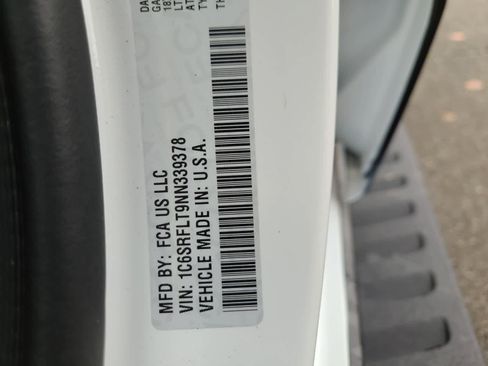 MFD BY: FCA US LLC
VIN: 1C6SRFLT9NN339378
VEHICLE MADE IN: U.S.A.